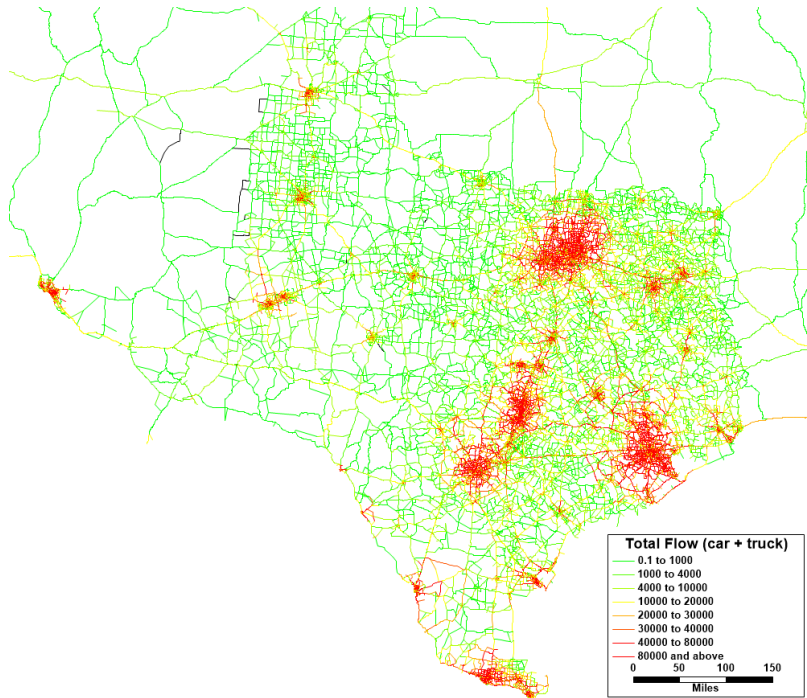 Total Flow (car + truck)
0.1 to 1000
1000 to 4000
4000 to 10000
10000 to 20000
20000 to 30000
30000 to 40000
40000 to 80000
80000 and above
0 50 100 150
Miles